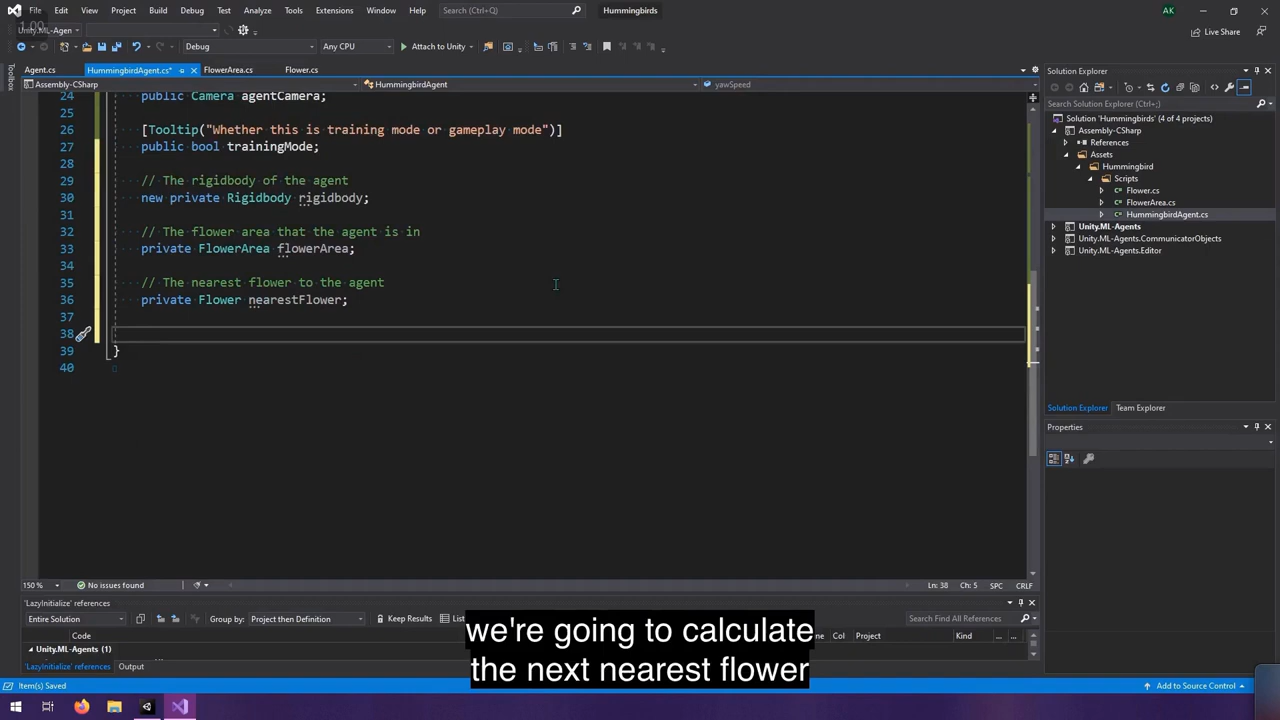 File Edit View Project Build Debug Test Analyze Tools Extensions Window Help Search (Ctrl+Q) Hummingbirds AK
1.00
Unity.ML-Agen Live Share
Debug Any CPU Attach to Unity
Toolbox
Agent.cs HummingbirdAgent.cs* FlowerArea.cs Flower.cs
Assembly-CSharp HummingbirdAgent yawSpeed
24 public Camera agentCamera;
25
26 [Tooltip("Whether this is training mode or gameplay mode")]
27 public bool trainingMode;
28
29 // The rigidbody of the agent
30 new private Rigidbody rigidbody;
31
32 // The flower area that the agent is in
33 private FlowerArea flowerArea;
34
35 // The nearest flower to the agent
36 private Flower nearestFlower;
37
38
39 }
40
150 % No issues found Ln: 38 Ch: 5 SPC CRLF
Solution Explorer
Search Solution Explorer (Ctrl+;)
Solution 'Hummingbirds' (4 of 4 projects)
Assembly-CSharp
References
Assets
Hummingbird
Scripts
Flower.cs
FlowerArea.cs
HummingbirdAgent.cs
Unity.ML-Agents
Unity.ML-Agents.CommunicatorObjects
Unity.ML-Agents.Editor
Solution Explorer Team Explorer
Properties
'LazyInitialize' references
Entire Solution Group by: Project then Definition Keep Results List Search Find All References
Code Line Col Project Kind
Unity.ML-Agents (1)
'LazyInitialize' references Output
we're going to calculate
the next nearest flower
Item(s) Saved Add to Source Control